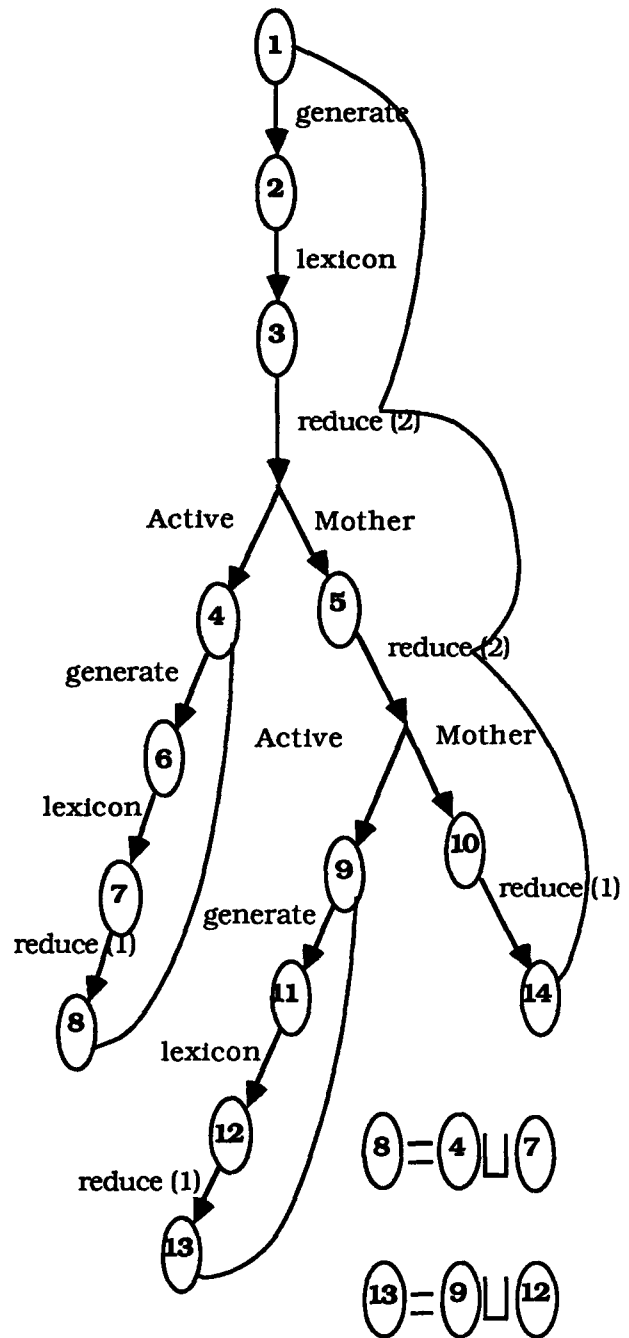 1
generate
2
lexicon
3
reduce (2)
Active Mother
4 5
generate reduce (2)
6 Active Mother
lexicon
7 9 10
reduce (1) generate reduce (1)
8 11 14
lexicon
12 8 = 4 ⊔ 7
reduce (1)
13 13 = 9 ⊔ 12